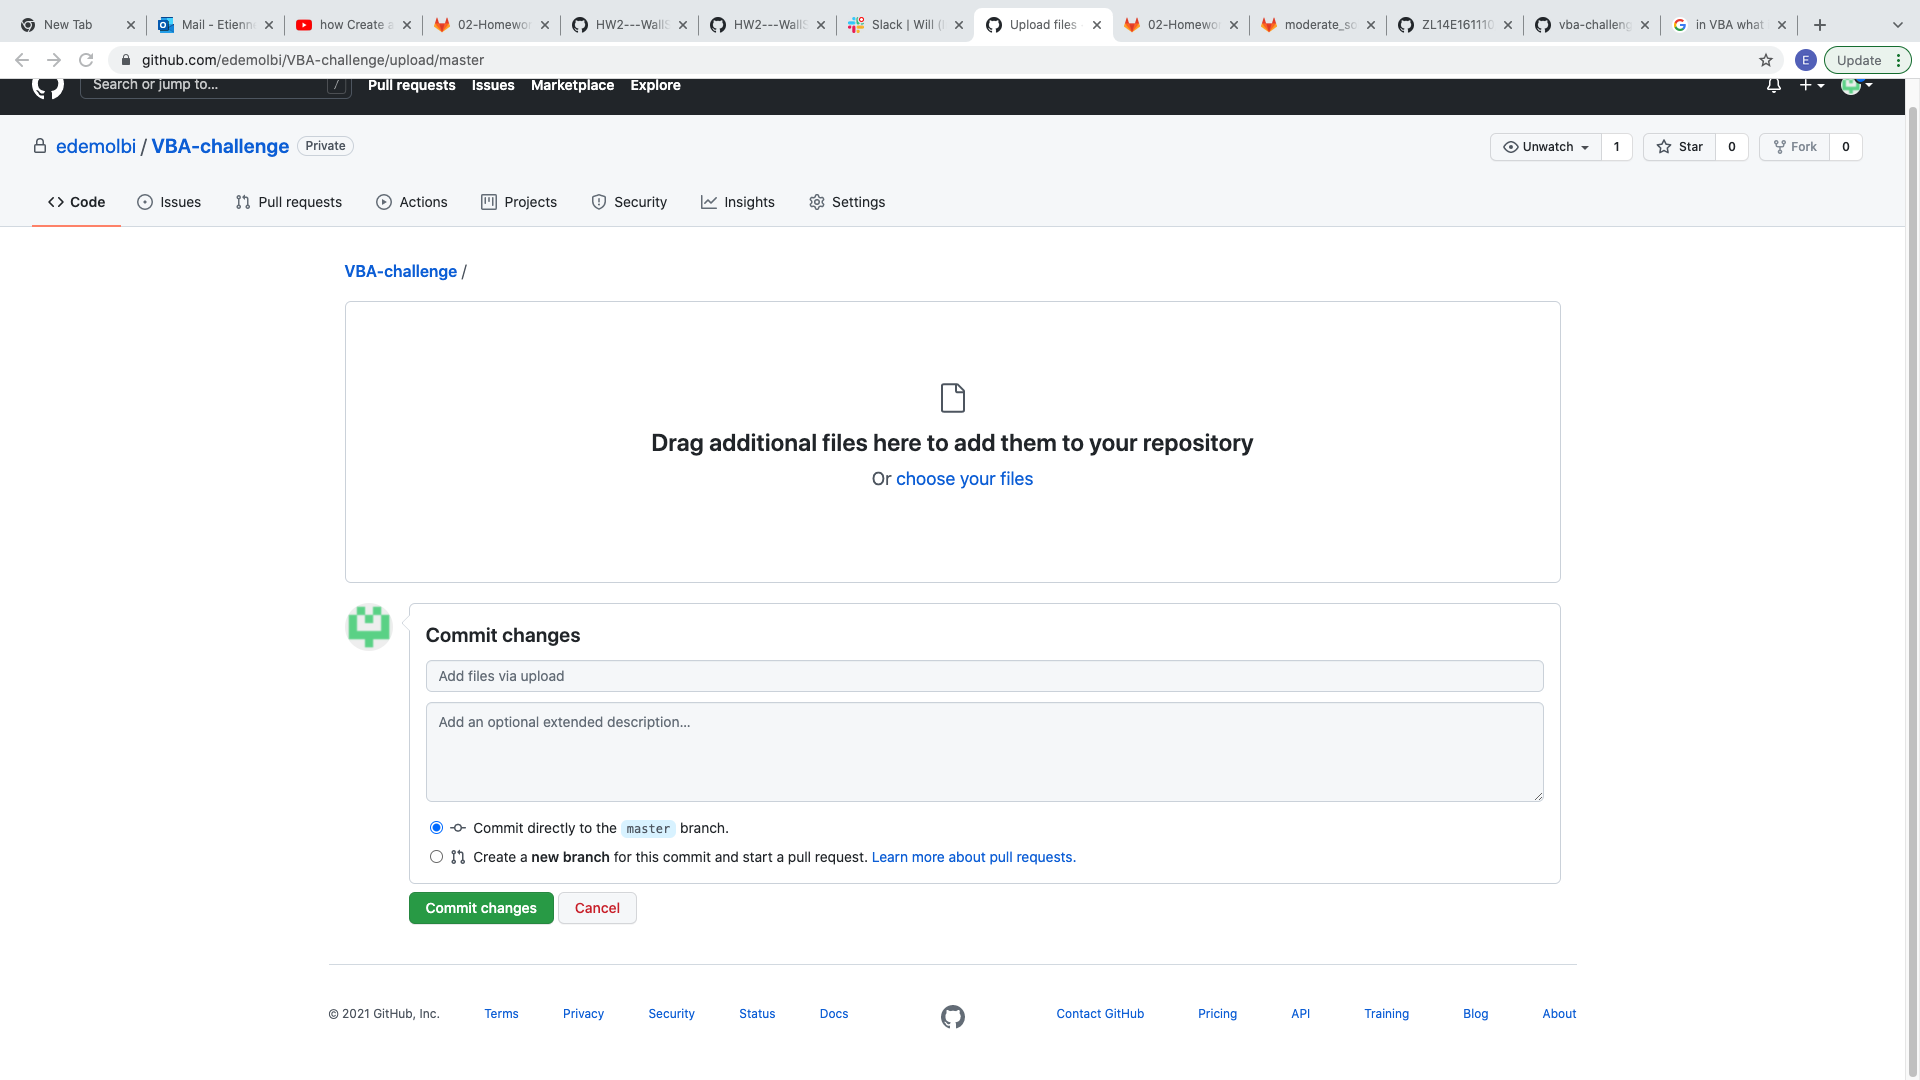 New Tab
Mail - Etienn
how Create a
02-Homewor
HW2---WallS
HW2---WallS
Slack | Will (
Upload files
02-Homewor
moderate_so
ZL14E161110
vba-challeng
in VBA what
github.com/edemolbi/VBA-challenge/upload/master
E
Update
Search or jump to...
/
Pull requests
Issues
Marketplace
Explore
edemolbi / VBA-challenge
Private
Unwatch
1
Star
0
Fork
0
Code
Issues
Pull requests
Actions
Projects
Security
Insights
Settings
VBA-challenge /
Drag additional files here to add them to your repository
Or choose your files
Commit changes
Add files via upload
Add an optional extended description...
Commit directly to the master branch.
Create a new branch for this commit and start a pull request. Learn more about pull requests.
Commit changes
Cancel
© 2021 GitHub, Inc.
Terms
Privacy
Security
Status
Docs
Contact GitHub
Pricing
API
Training
Blog
About